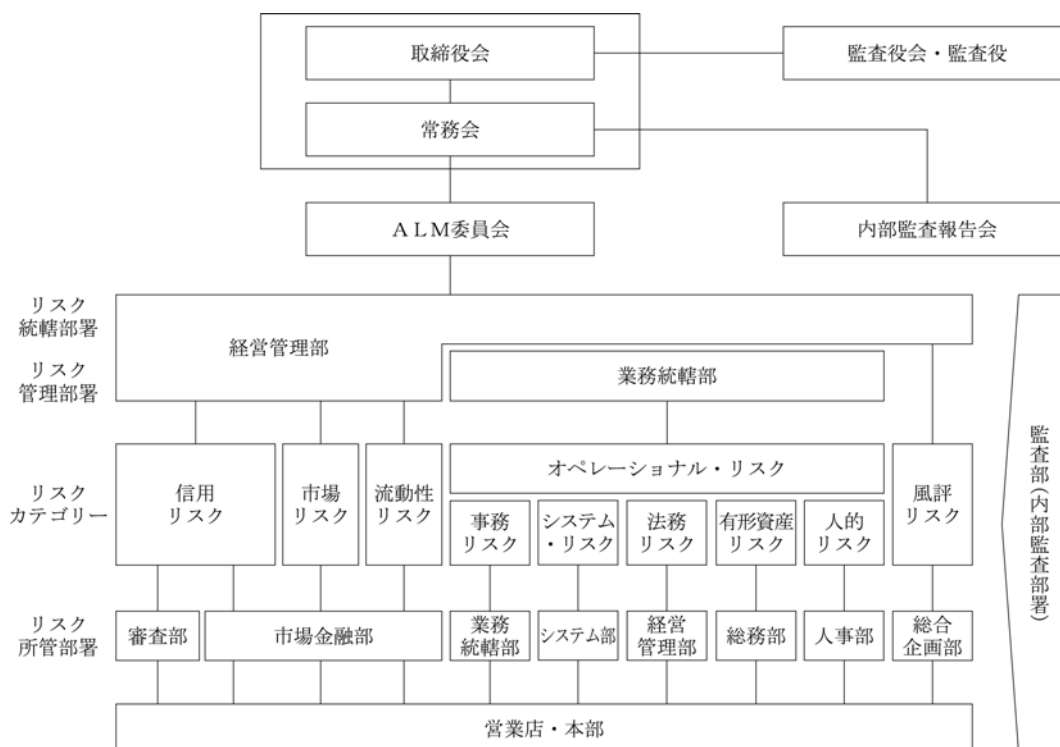 取締役会
監査役会・監査役
常務会
ALM委員会
内部監査報告会
リスク
統轄部署
経営管理部
リスク
管理部署
業務統轄部
リスク
カテゴリー
信用
リスク
市場
リスク
流動性
リスク
オペレーショナル・リスク
事務
リスク
システム
・リスク
法務
リスク
有形資産
リスク
人的
リスク
風評
リスク
監査部(内部監査部署)
リスク
所管部署
審査部
市場金融部
業務
統轄部
システム部
経営
管理部
総務部
人事部
総合
企画部
営業店・本部